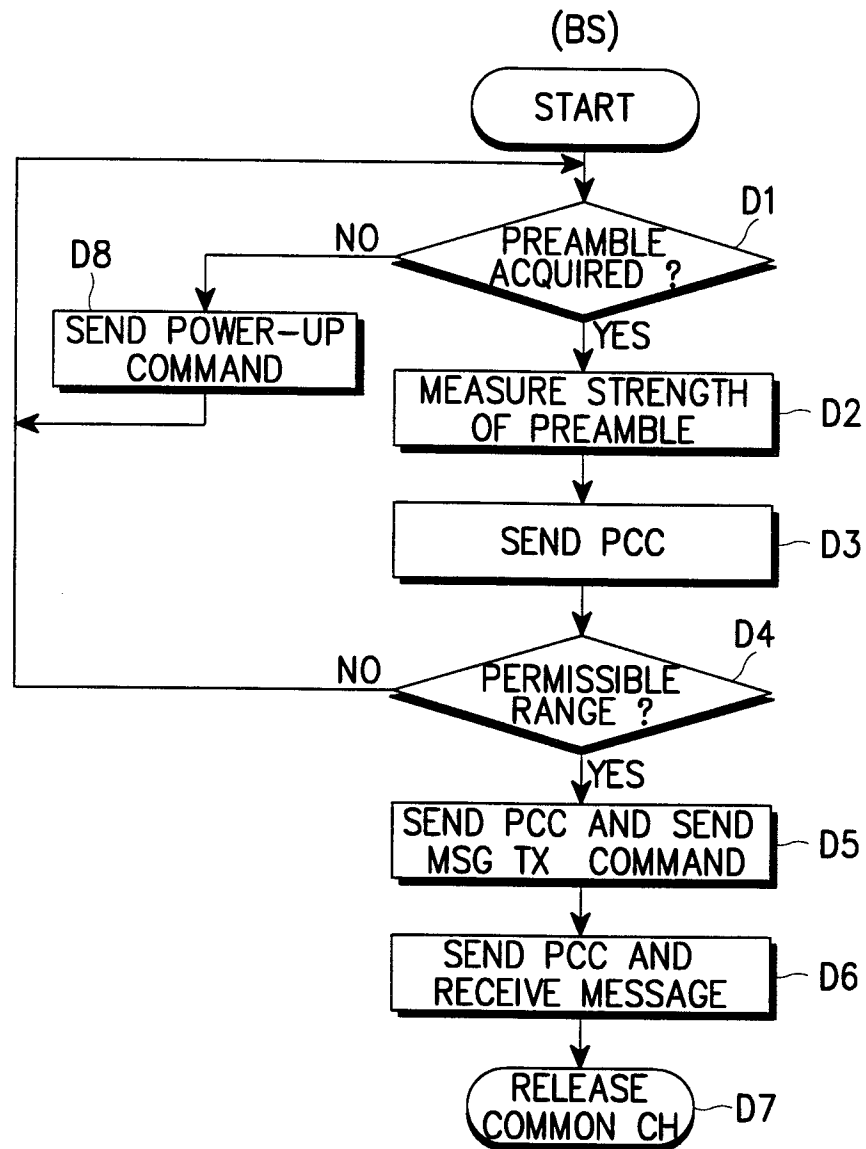 (BS)
START
D1
NO
PREAMBLE
ACQUIRED ?
D8
SEND POWER-UP
COMMAND
YES
MEASURE STRENGTH
OF PREAMBLE
D2
SEND PCC
D3
D4
NO
PERMISSIBLE
RANGE ?
YES
SEND PCC AND SEND
MSG TX COMMAND
D5
SEND PCC AND
RECEIVE MESSAGE
D6
RELEASE
COMMON CH
D7